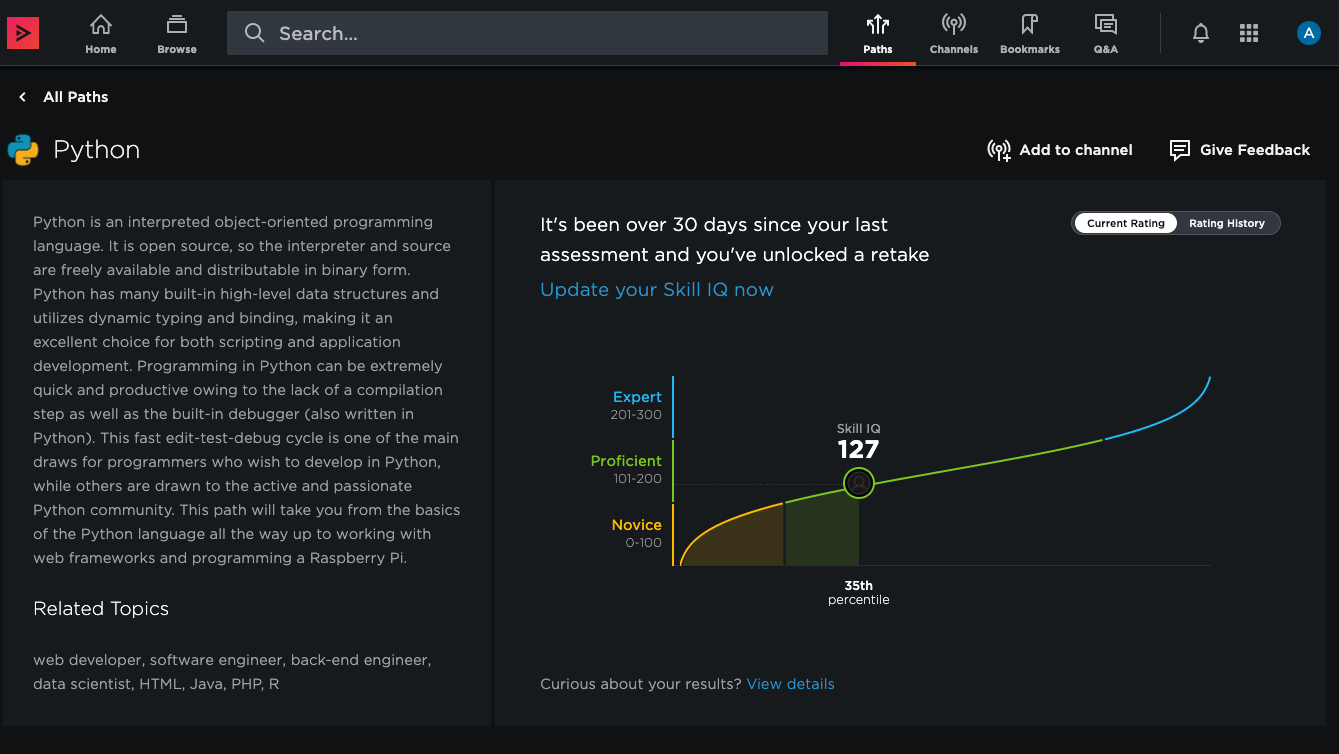 Home
Browse
Search...
Paths
Channels
Bookmarks
Q&A
A
All Paths
Python
Add to channel
Give Feedback
Python is an interpreted object-oriented programming
language. It is open source, so the interpreter and source
are freely available and distributable in binary form.
Python has many built-in high-level data structures and
utilizes dynamic typing and binding, making it an
excellent choice for both scripting and application
development. Programming in Python can be extremely
quick and productive owing to the lack of a compilation
step as well as the built-in debugger (also written in
Python). This fast edit-test-debug cycle is one of the main
draws for programmers who wish to develop in Python,
while others are drawn to the active and passionate
Python community. This path will take you from the basics
of the Python language all the way up to working with
web frameworks and programming a Raspberry Pi.
Related Topics
web developer, software engineer, back-end engineer,
data scientist, HTML, Java, PHP, R
It's been over 30 days since your last
assessment and you've unlocked a retake
Update your Skill IQ now
Current Rating
Rating History
Expert
201-300
Proficient
101-200
Novice
0-100
Skill IQ
127
35th
percentile
Curious about your results? View details